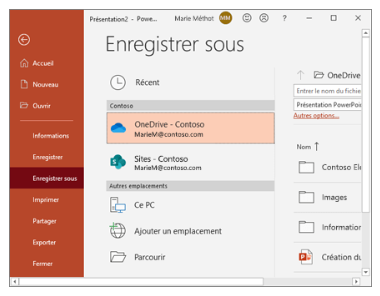 Présentation2 - Powe... Marie Méthot MM ?
Enregistrer sous
Accueil
Nouveau
Ouvrir
Informations
Enregistrer
Enregistrer sous
Imprimer
Partager
Exporter
Fermer
Récent
Contoso
OneDrive - Contoso
MarieM@contoso.com
Sites - Contoso
MarieM@contoso.com
Autres emplacements
Ce PC
Ajouter un emplacement
Parcourir
OneDrive
Entrer le nom du fichie
Présentation PowerPoi
Autres options...
Nom ↑
Contoso Ele
Images
Information
Création du